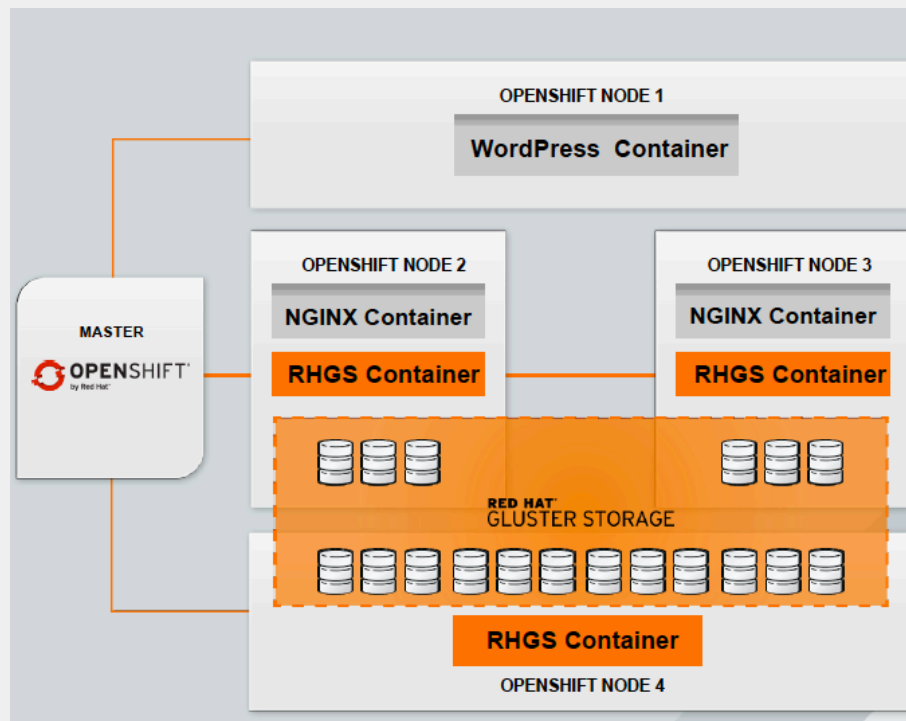 OPENSHIFT NODE 1
WordPress Container
OPENSHIFT NODE 2
NGINX Container
RHGS Container
OPENSHIFT NODE 3
NGINX Container
RHGS Container
MASTER
OPENSHIFT
by Red Hat
RED HAT
GLUSTER STORAGE
RHGS Container
OPENSHIFT NODE 4